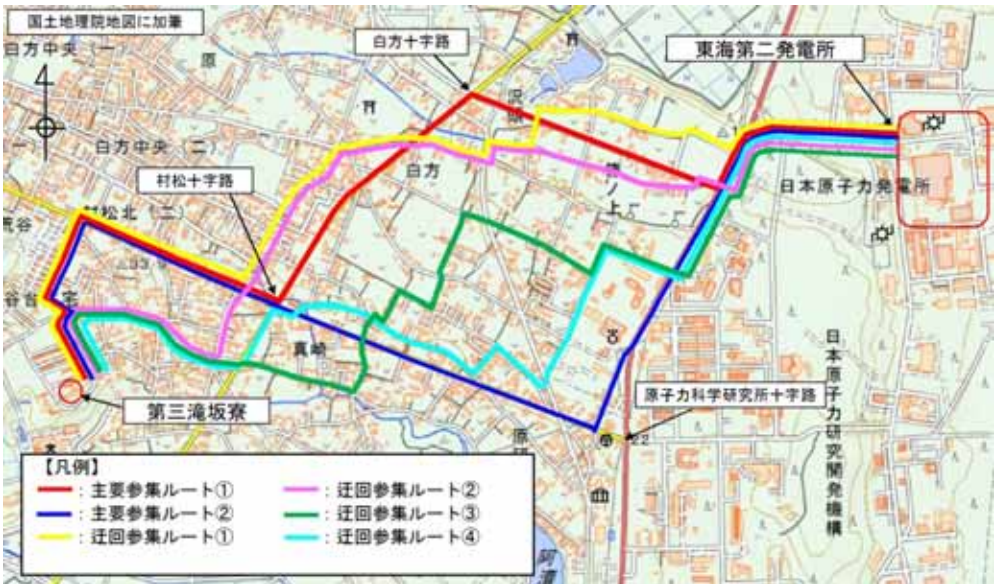 国土地理院地図に加筆
白方中央(一)
原
白方十字路
東海第二発電所
白方中央(二)
白方
村松十字路
村松北(二)
日本原子力発電所
荒谷
真崎
第三滝坂寮
原子力科学研究所十字路
日本原子力研究開発機構
【凡例】
:主要参集ルート①
:迂回参集ルート②
:主要参集ルート②
:迂回参集ルート③
:迂回参集ルート①
:迂回参集ルート④